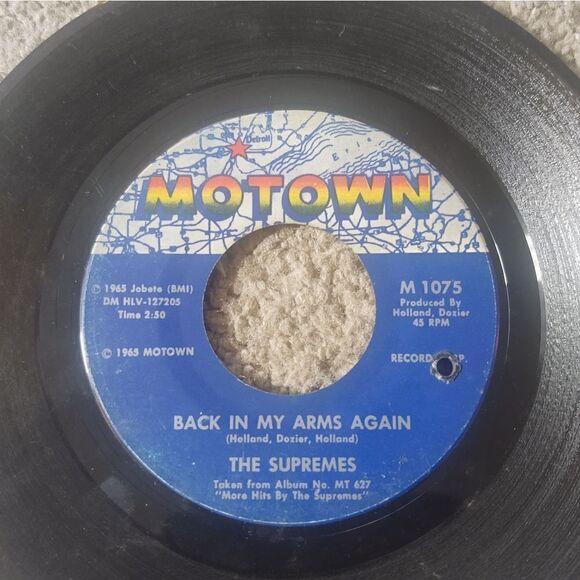 Detroit
MOTOWN
© 1965 Jobete (BMI)
DM HLV-127205
Time 2:50
© 1965 MOTOWN
M 1075
Produced By
Holland, Dozier
45 RPM
RECORD
BACK IN MY ARMS AGAIN
(Holland, Dozier, Holland)
THE SUPREMES
Taken from Album No. MT 627
"More Hits By The Supremes"